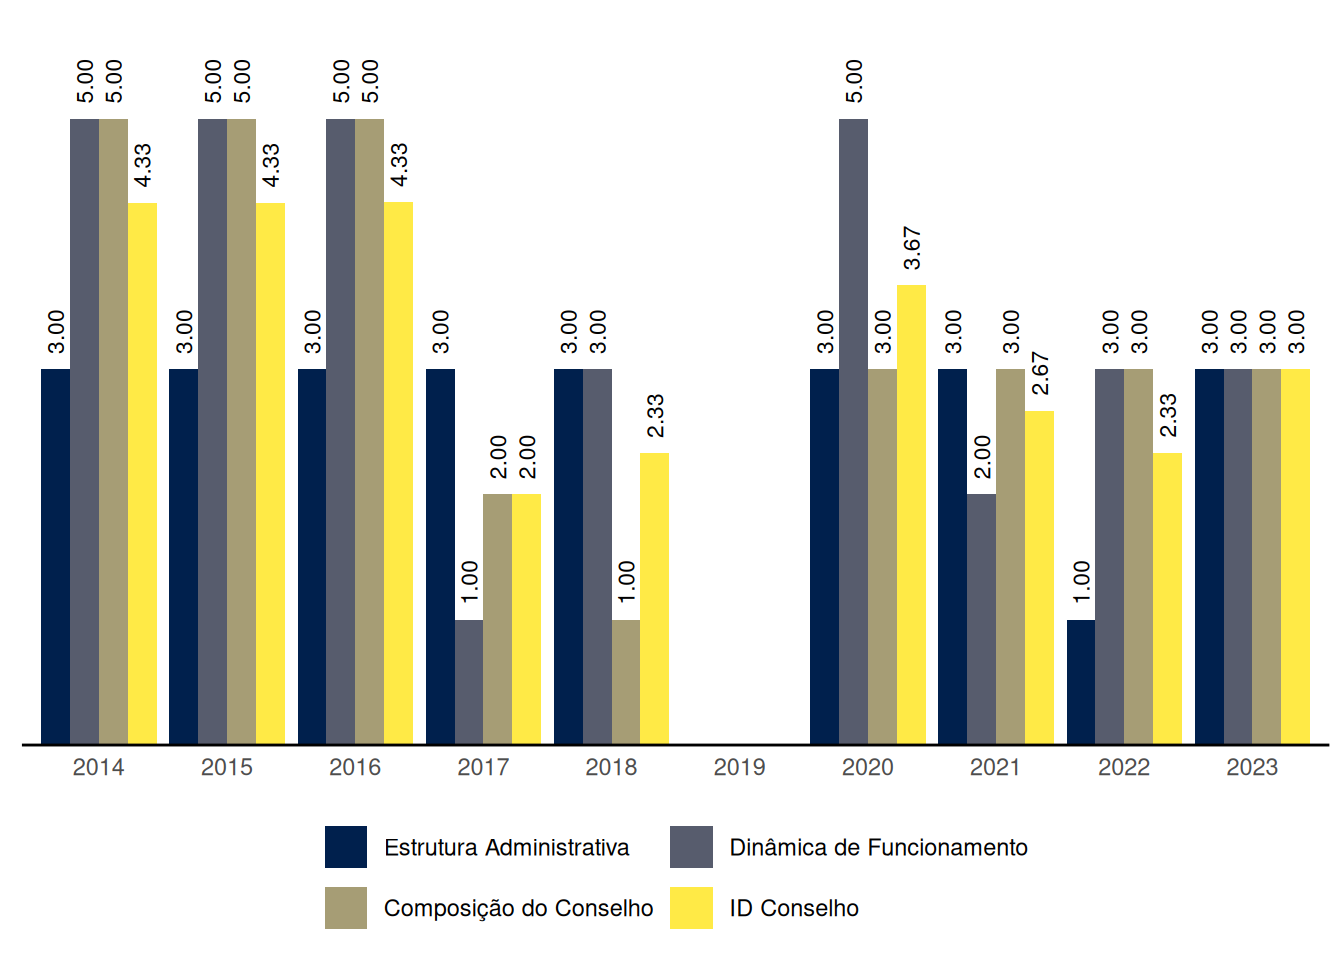 5.00 5.00 5.00 5.00 5.00 5.00 5.00
4.33 4.33 4.33
3.67
3.00 3.00 3.00 3.00 3.00 3.00 3.00 3.00 3.00 3.00 3.00 3.00 3.00 3.00 3.00 3.00
2.67
2.33 2.33
2.00 2.00 2.00
1.00 1.00 1.00
2014 2015 2016 2017 2018 2019 2020 2021 2022 2023
Estrutura Administrativa Dinâmica de Funcionamento
Composição do Conselho ID Conselho